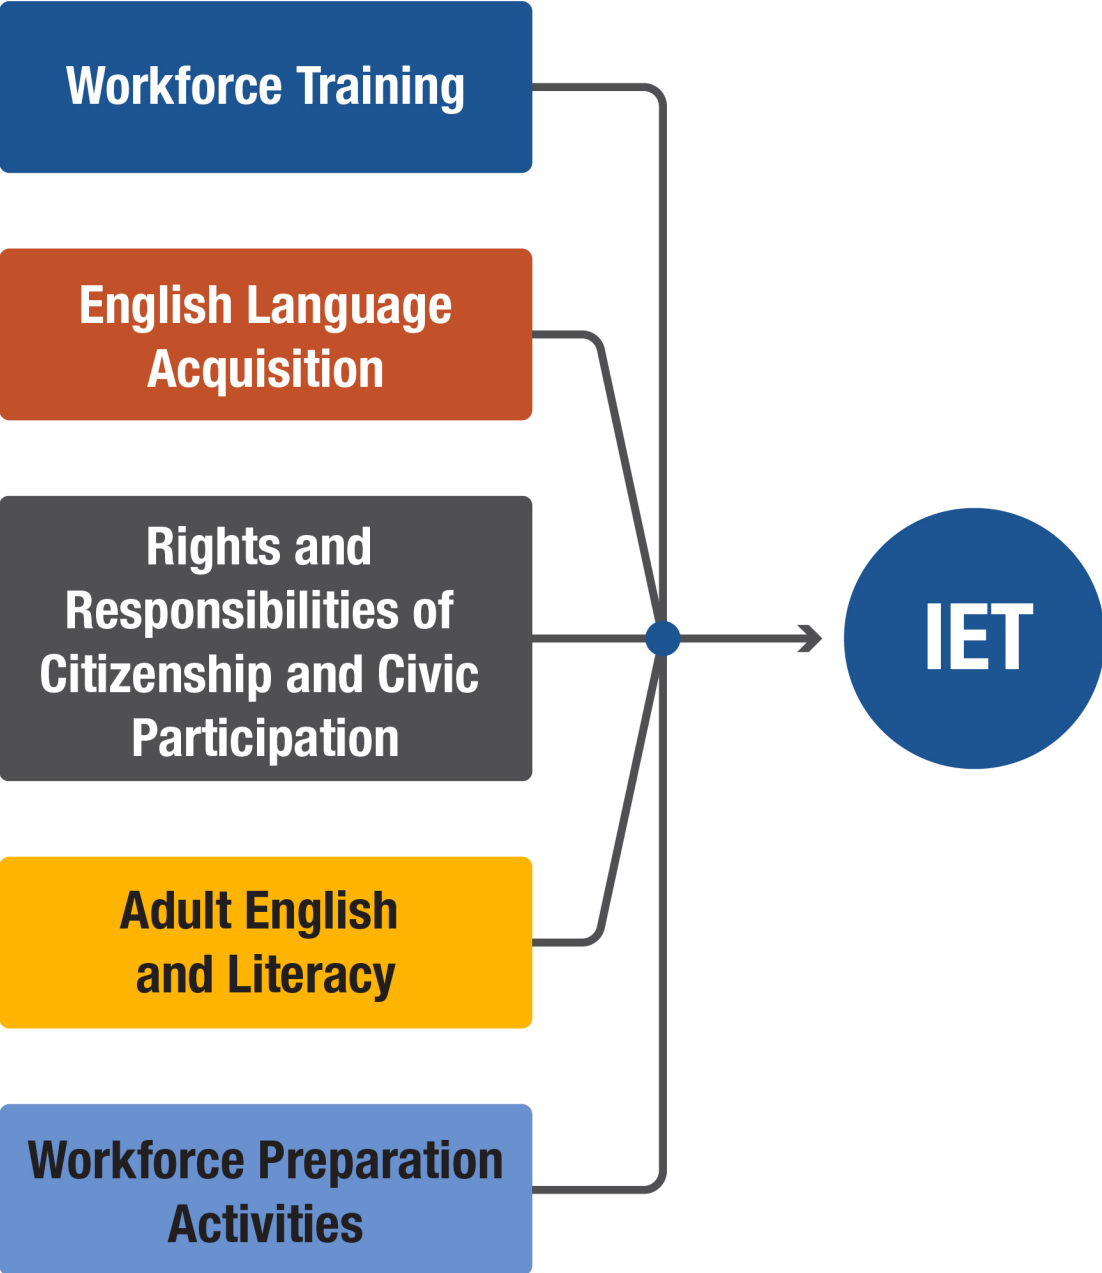 Workforce Training
English Language
Acquisition
Rights and
Responsibilities of
Citizenship and Civic
Participation
Adult English
and Literacy
Workforce Preparation
Activities
IET